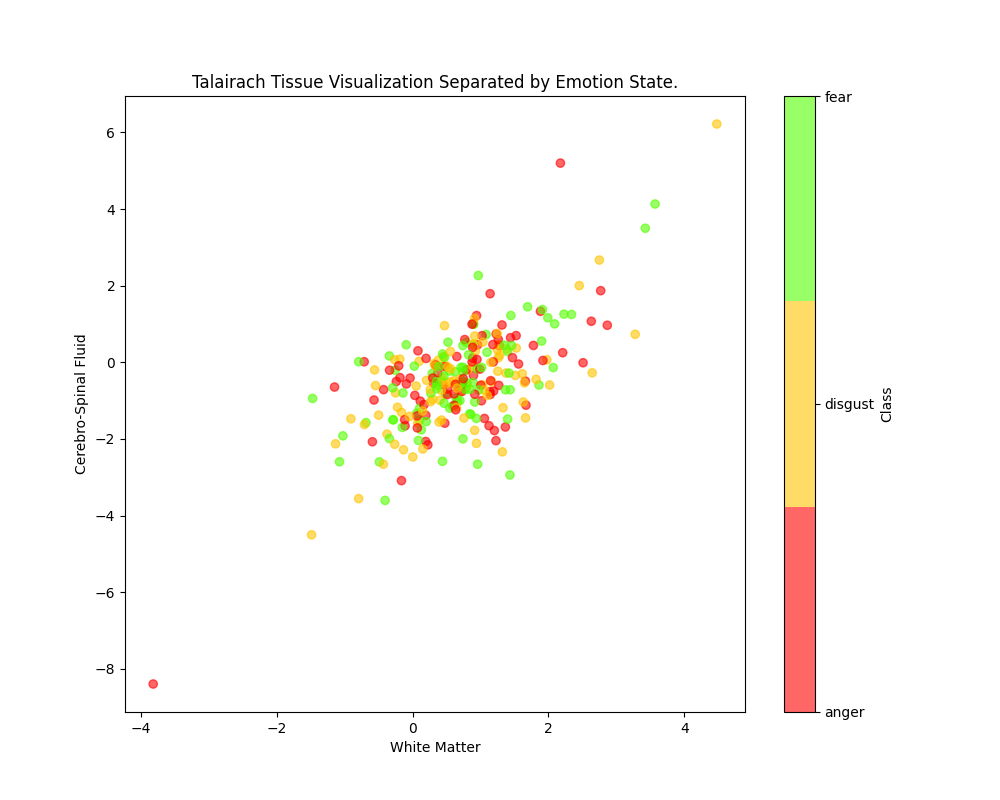 Talairach Tissue Visualization Separated by Emotion State.
6
4
2
0
−2
−4
−6
−8
Cerebro-Spinal Fluid
−4
−2
0
2
4
White Matter
fear
disgust
anger
Class